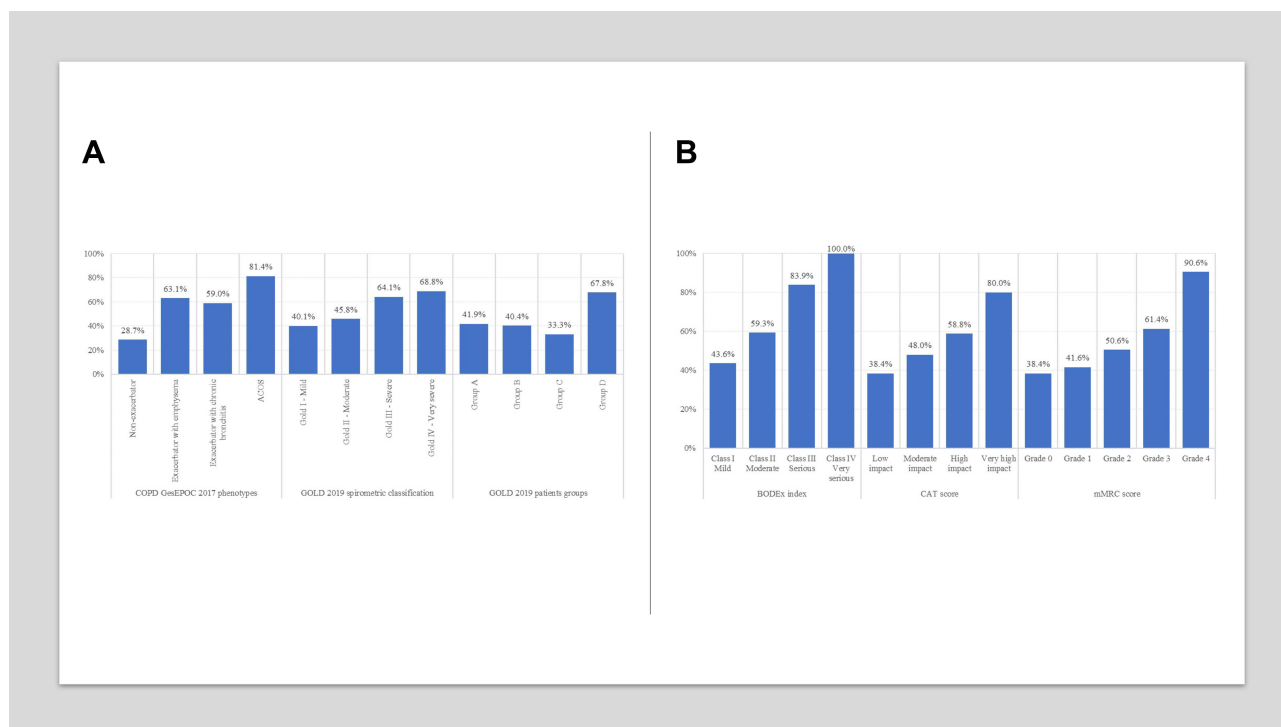 A
100%
80%
60%
40%
20%
0%
28.7%
63.1%
59.0%
81.4%
40.1%
45.8%
64.1%
68.8%
41.9%
40.4%
33.3%
67.8%
Non-exacerbator
Exacerbator with emphysema
Exacerbator with chronic
bronchitis
ACOS
Gold I - Mild
Gold II - Moderate
Gold III - Severe
Gold IV - Very severe
Group A
Group B
Group C
Group D
COPD GesEPOC 2017 phenotypes
GOLD 2019 spirometric classification
GOLD 2019 patients groups
B
100%
80%
60%
40%
20%
0%
43.6%
59.3%
83.9%
100.0%
38.4%
48.0%
58.8%
80.0%
38.4%
41.6%
50.6%
61.4%
90.6%
Class I
Mild
Class II
Moderate
Class III
Serious
Class IV
Very
serious
Low
impact
Moderate
impact
High
impact
Very high
impact
Grade 0
Grade 1
Grade 2
Grade 3
Grade 4
BODEx index
CAT score
mMRC score